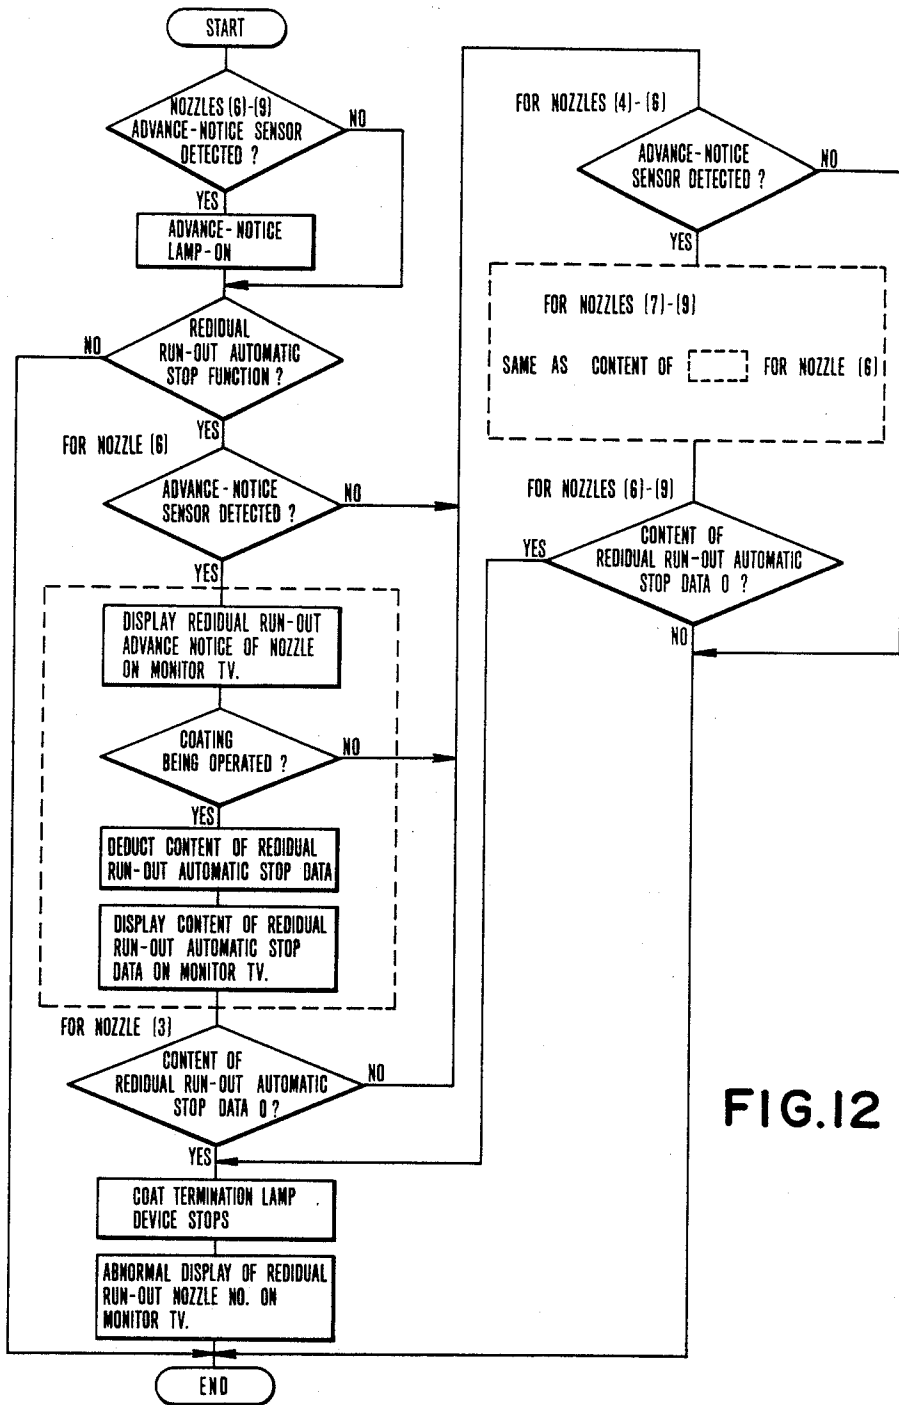 START
NOZZLES (6)-(9)
ADVANCE-NOTICE SENSOR
DETECTED ?
NO
YES
ADVANCE-NOTICE
LAMP-ON
REDIDUAL
RUN-OUT AUTOMATIC
STOP FUNCTION ?
NO
YES
FOR NOZZLE (6)
ADVANCE-NOTICE
SENSOR DETECTED ?
NO
YES
DISPLAY REDIDUAL RUN-OUT
ADVANCE NOTICE OF NOZZLE
ON MONITOR TV.
COATING
BEING OPERATED ?
NO
YES
DEDUCT CONTENT OF REDIDUAL
RUN-OUT AUTOMATIC STOP DATA
DISPLAY CONTENT OF REDIDUAL
RUN-OUT AUTOMATIC STOP
DATA ON MONITOR TV.
FOR NOZZLE (3)
CONTENT OF
REDIDUAL RUN-OUT AUTOMATIC
STOP DATA 0 ?
NO
YES
COAT TERMINATION LAMP
DEVICE STOPS
ABNORMAL DISPLAY OF REDIDUAL
RUN-OUT NOZZLE NO. ON
MONITOR TV.
END
FOR NOZZLES (4)-(6)
ADVANCE-NOTICE
SENSOR DETECTED ?
NO
YES
FOR NOZZLES (7)-(9)
SAME AS CONTENT OF FOR NOZZLE (6)
FOR NOZZLES (6)-(9)
CONTENT OF
REDIDUAL RUN-OUT AUTOMATIC
STOP DATA 0 ?
YES
NO
FIG.12